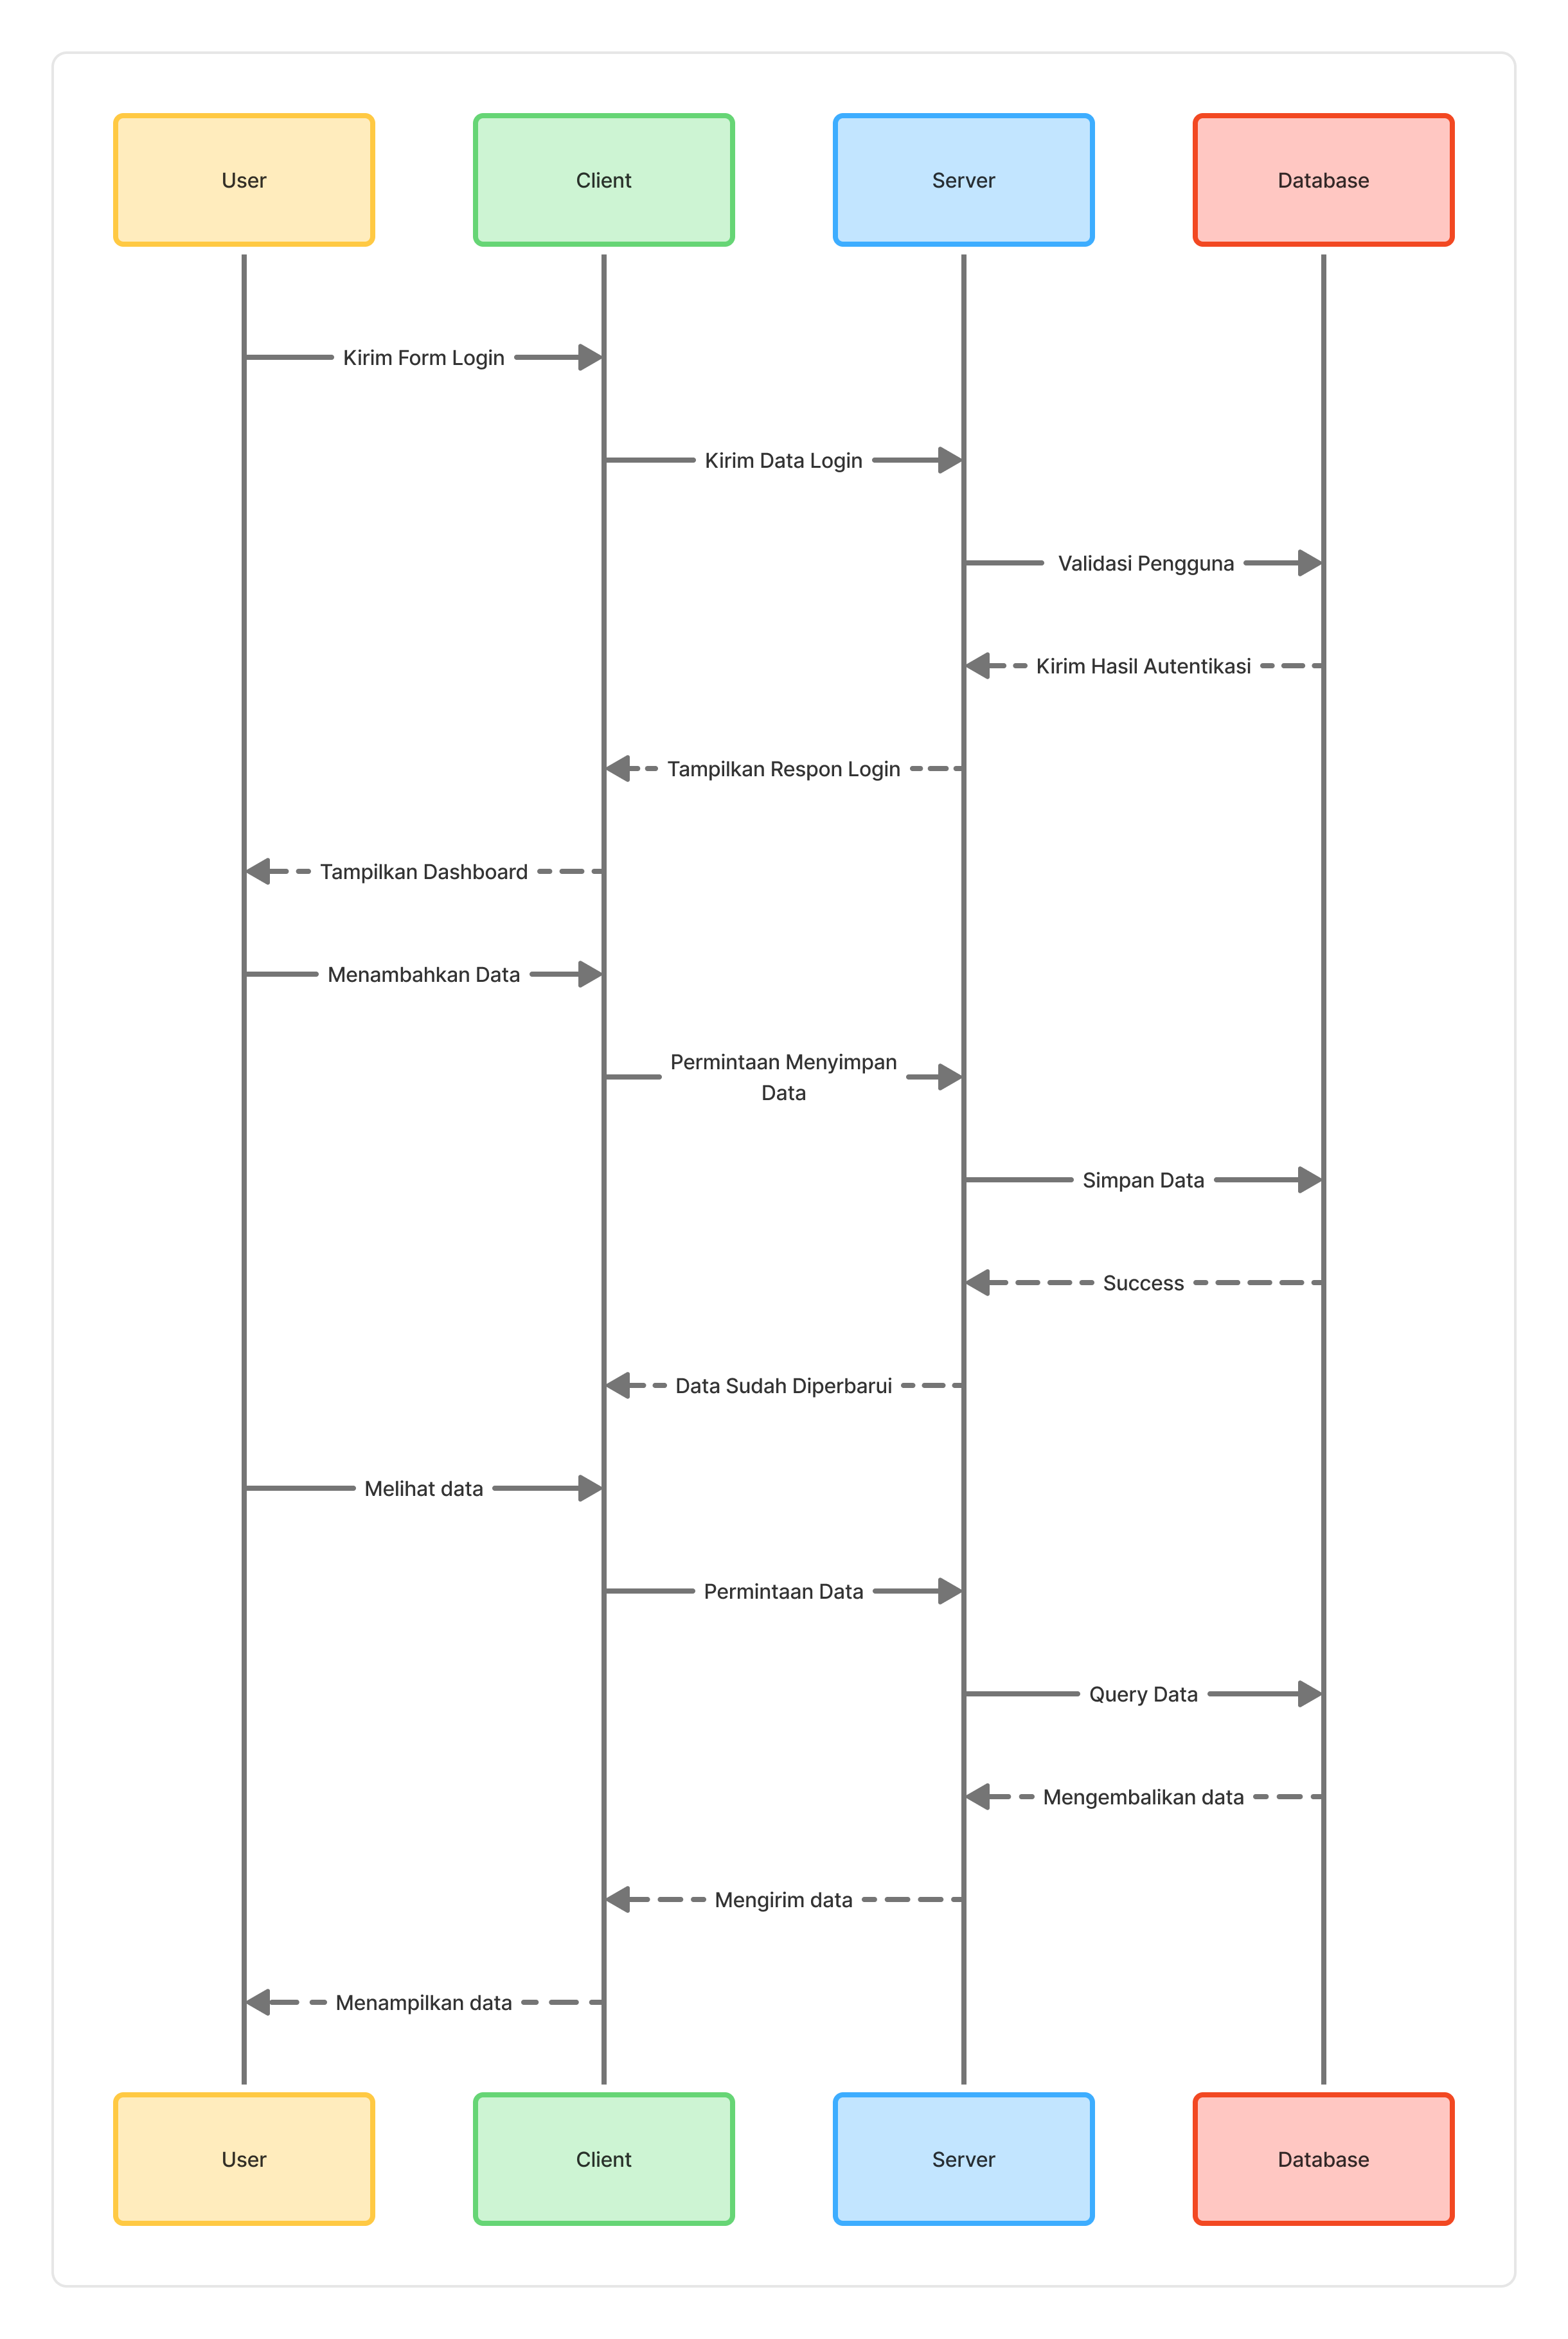 User
Client
Server
Database
Kirim Form Login
Kirim Data Login
Validasi Pengguna
Kirim Hasil Autentikasi
Tampilkan Respon Login
Tampilkan Dashboard
Menambahkan Data
Permintaan Menyimpan
Data
Simpan Data
Success
Data Sudah Diperbarui
Melihat data
Permintaan Data
Query Data
Mengembalikan data
Mengirim data
Menampilkan data
User
Client
Server
Database